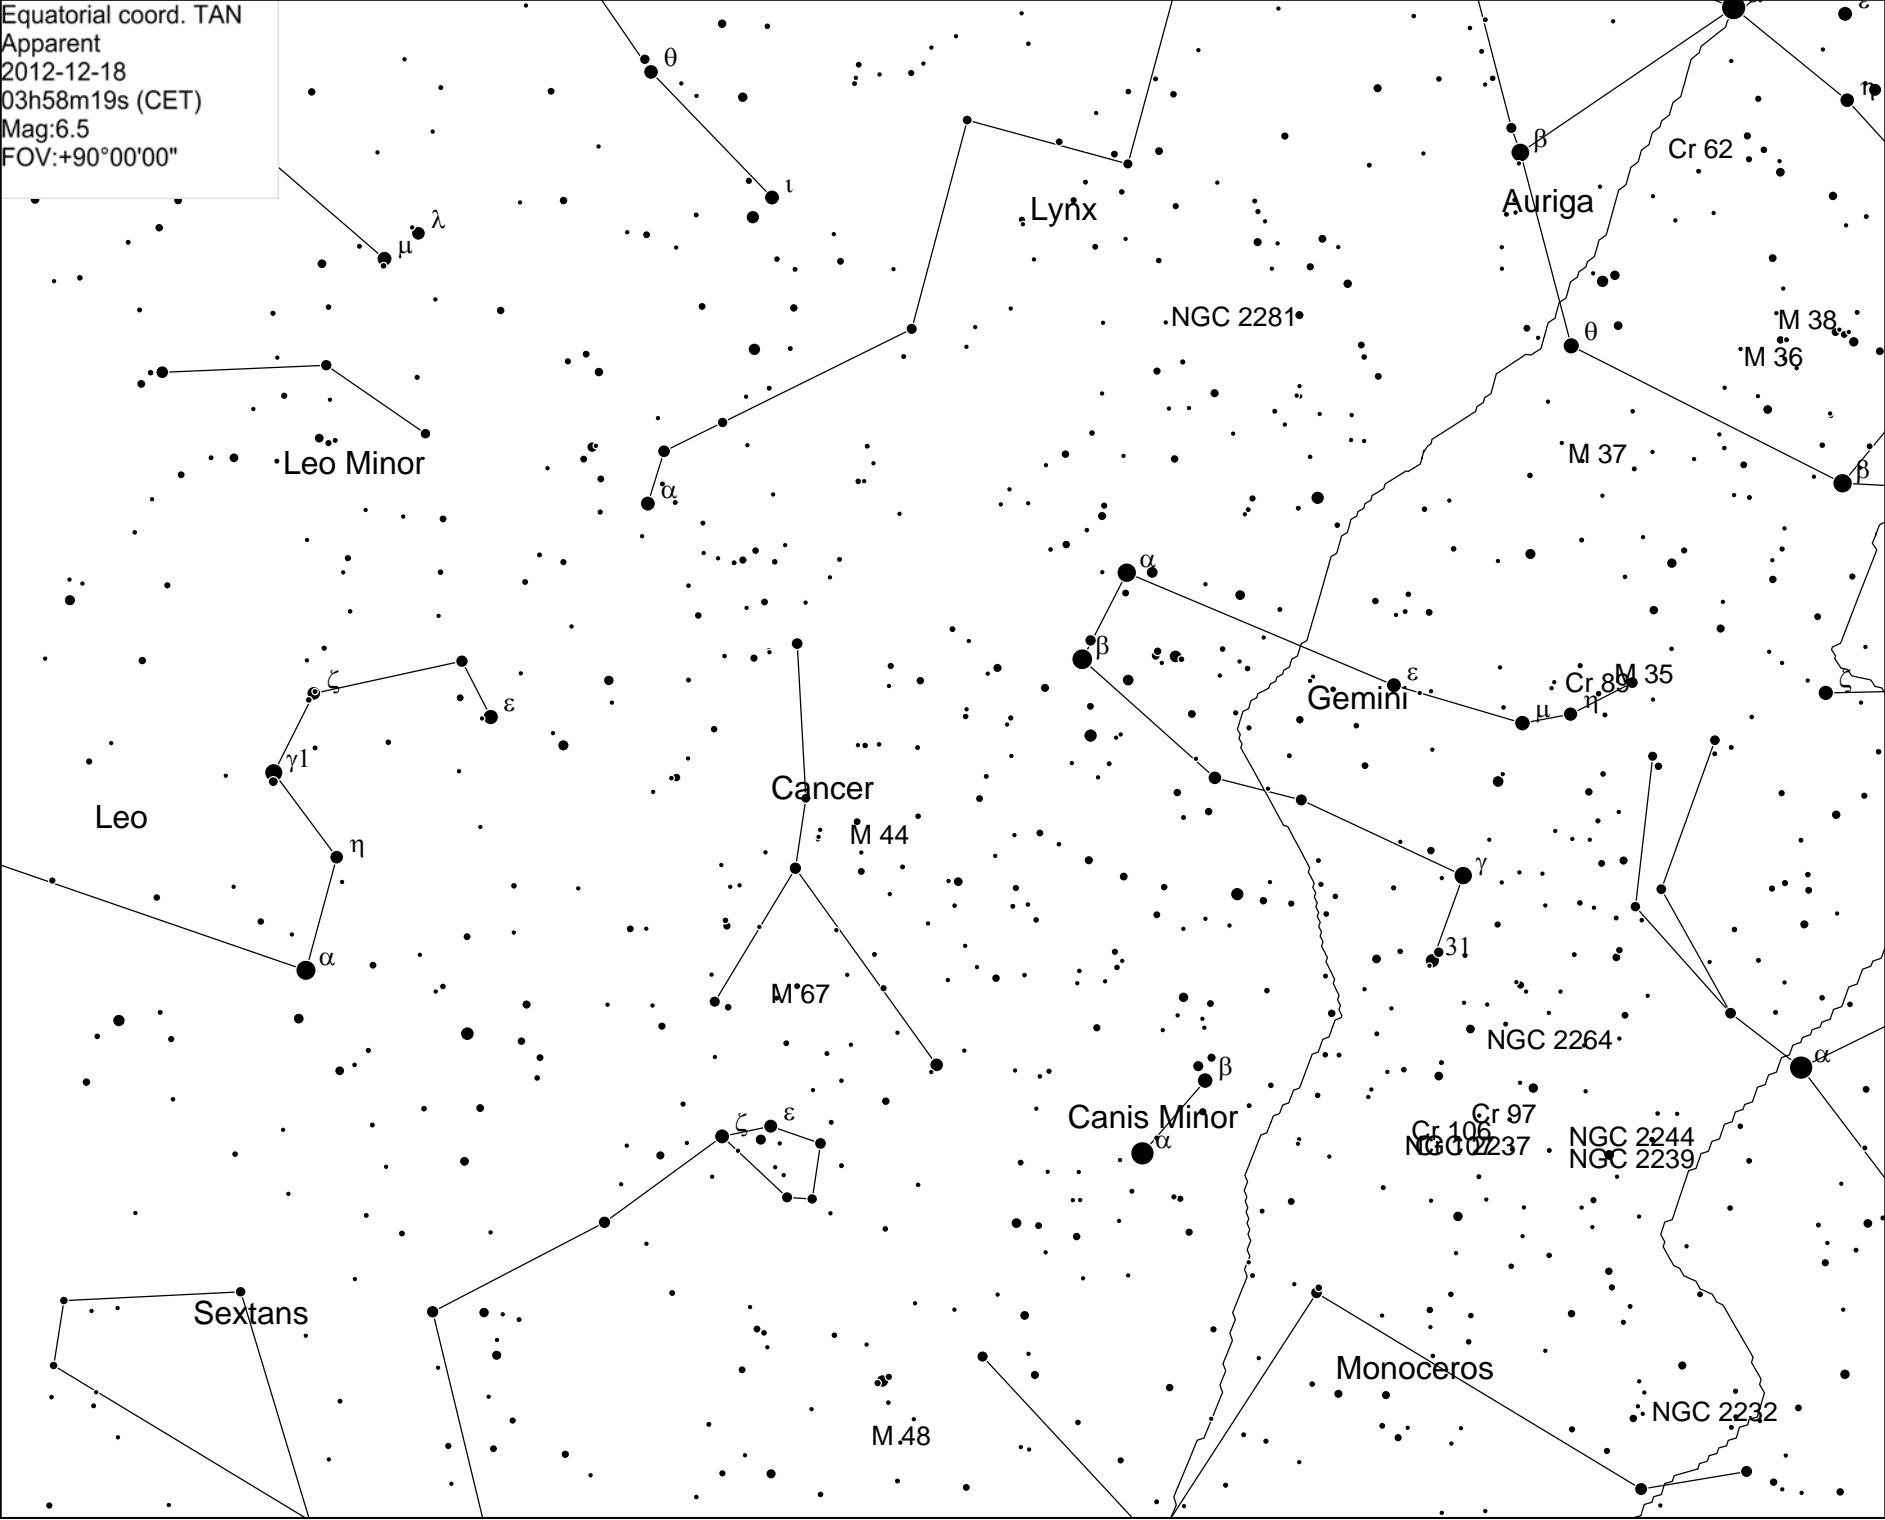 Equatorial coord. TAN
Apparent
2012-12-18
03h58m19s (CET)
Mag:6.5
FOV:+90°00'00"
ε
θ
η
β
Cr 62
ι
Lynx
Auriga
λ
μ
NGC 2281
M 38
θ
M 36
Leo Minor
M 37
β
α
α
β
ζ
Gemini
ε
Cr 89
M 35
ζ
ε
μ
η
γ1
Cancer
Leo
M 44
η
γ
31
α
M 67
NGC 2264
α
β
Canis Minor
α
ζ
ε
Cr 97
Cr 106
NGC 2237
Cr 107
NGC 2244
NGC 2239
Sextans
Monoceros
NGC 2232
M 48